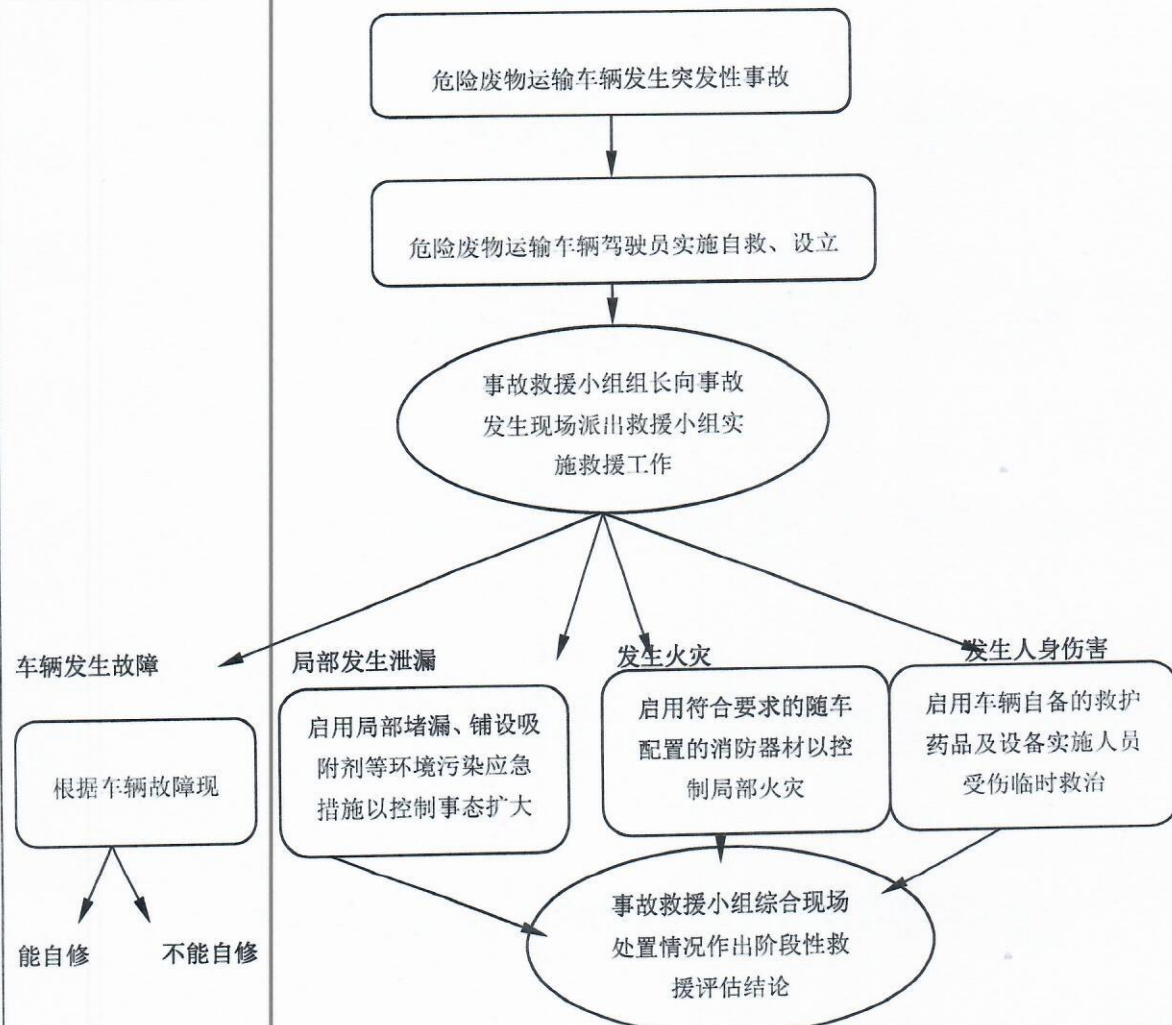 危险废物运输车辆发生突发性事故
危险废物运输车辆驾驶员实施自救、设立
事故救援小组组长向事故
发生现场派出救援小组实
施救援工作
车辆发生故障
局部发生泄漏
发生火灾
发生人身伤害
根据车辆故障现
启用局部堵漏、铺设吸
附剂等环境污染应急
措施以控制事态扩大
启用符合要求的随车
配置的消防器材以控
制局部火灾
启用车辆自备的救护
药品及设备实施人员
受伤临时救治
能自修
不能自修
事故救援小组综合现场
处置情况作出阶段性救
援评估结论